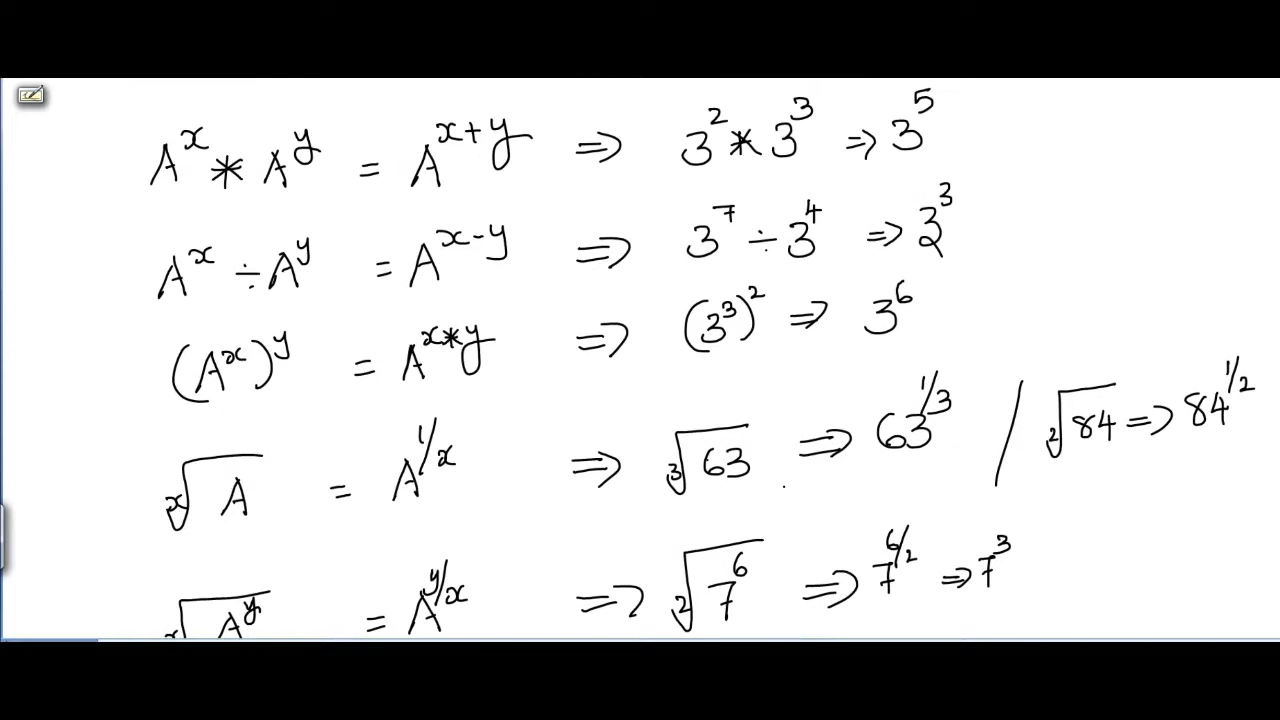 A^x * A^y = A^(x+y) ⇒ 3^2 * 3^3 ⇒ 3^5
A^x ÷ A^y = A^(x-y) ⇒ 3^7 ÷ 3^4 ⇒ 3^3
(A^x)^y = A^(x*y) ⇒ (3^3)^2 ⇒ 3^6
ˣ√A = A^(1/x) ⇒ ³√63 ⇒ 63^(1/3) / ²√84 ⇒ 84^(1/2)
ˣ√A^y = A^(y/x) ⇒ ²√7^6 ⇒ 7^(6/2) ⇒ 7^3